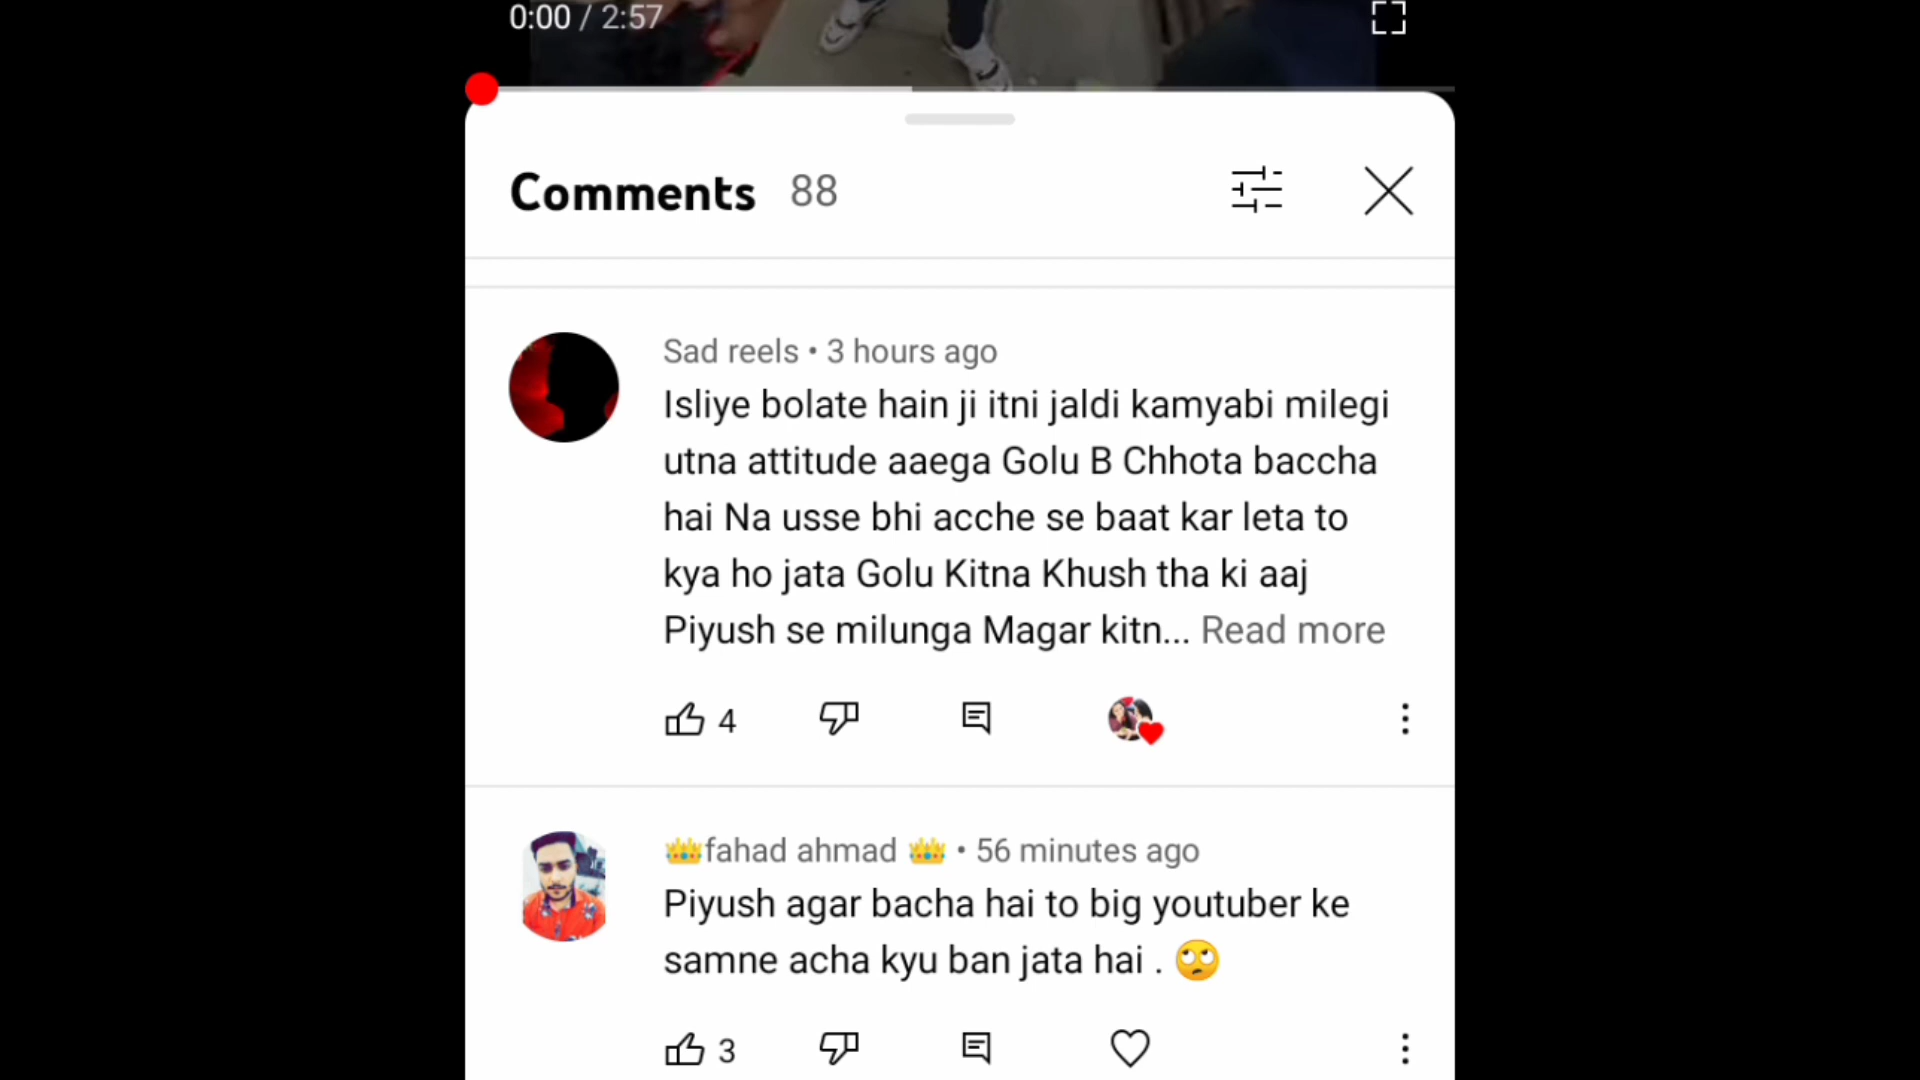 0:00 / 2:57
Comments 88
Sad reels • 3 hours ago
Isliye bolate hain ji itni jaldi kamyabi milegi
utna attitude aaega Golu B Chhota baccha
hai Na usse bhi acche se baat kar leta to
kya ho jata Golu Kitna Khush tha ki aaj
Piyush se milunga Magar kitn... Read more
4
👑fahad ahmad 👑 • 56 minutes ago
Piyush agar bacha hai to big youtuber ke
samne acha kyu ban jata hai . 🙄
3